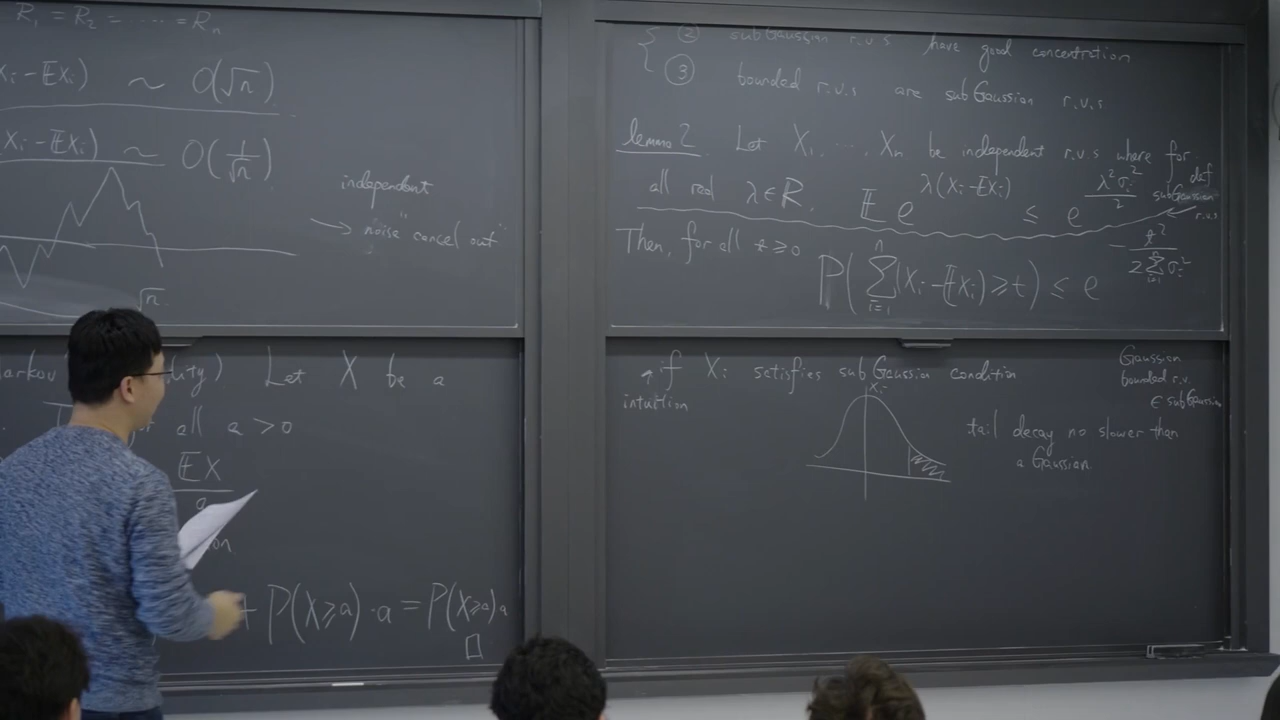 R₁ = R₂ = ⋯ = Rₙ
Xᵢ - 𝔼Xᵢ) ~ O(√n)
Xᵢ - 𝔼Xᵢ) ~ O(1/√n)
independent
→ "noise cancel out"
√n
Let X be a
all a > 0
𝔼X
a
+ P(X ≥ a) · a = P(X ≥ a) a
□
② subGaussian r.v.s have good concentration
③ bounded r.v.s are subGaussian r.v.s
lemma 2. Let X₁, ⋯, Xₙ be independent r.v.s where for
all real λ ∈ ℝ, 𝔼 e^{λ(Xᵢ - 𝔼Xᵢ)} ≤ e^{λ²σᵢ²/2} ← def subGaussian r.v.s
Then, for all t ≥ 0
P(∑_{i=1}^{n} (Xᵢ - 𝔼Xᵢ) ≥ t) ≤ e^{-t²/(2∑_{i=1}^{n} σᵢ²)}
if Xᵢ satisfies subGaussian condition
intuition
Xᵢ
tail decay no slower than
a Gaussian
Gaussian
bounded r.v.
∈ subGaussian